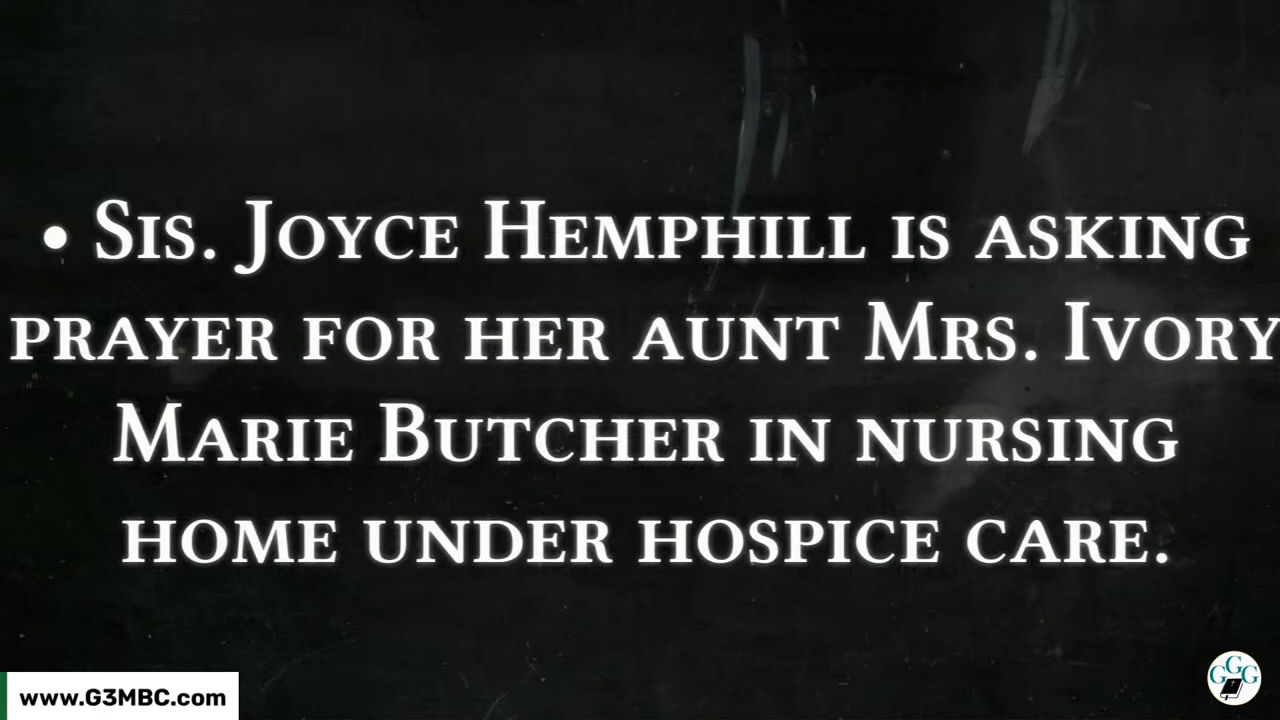 • Sis. Joyce Hemphill is asking
prayer for her aunt Mrs. Ivory
Marie Butcher in nursing
home under hospice care.
www.G3MBC.com
GGG